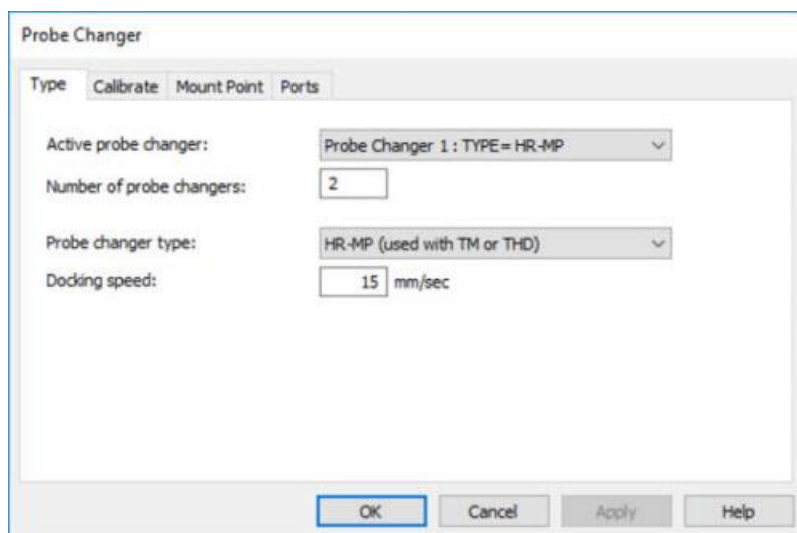 Probe Changer
Type Calibrate Mount Point Ports
Active probe changer: Probe Changer 1 : TYPE= HR-MP
Number of probe changers: 2
Probe changer type: HR-MP (used with TM or THD)
Docking speed: 15 mm/sec
OK Cancel Apply Help